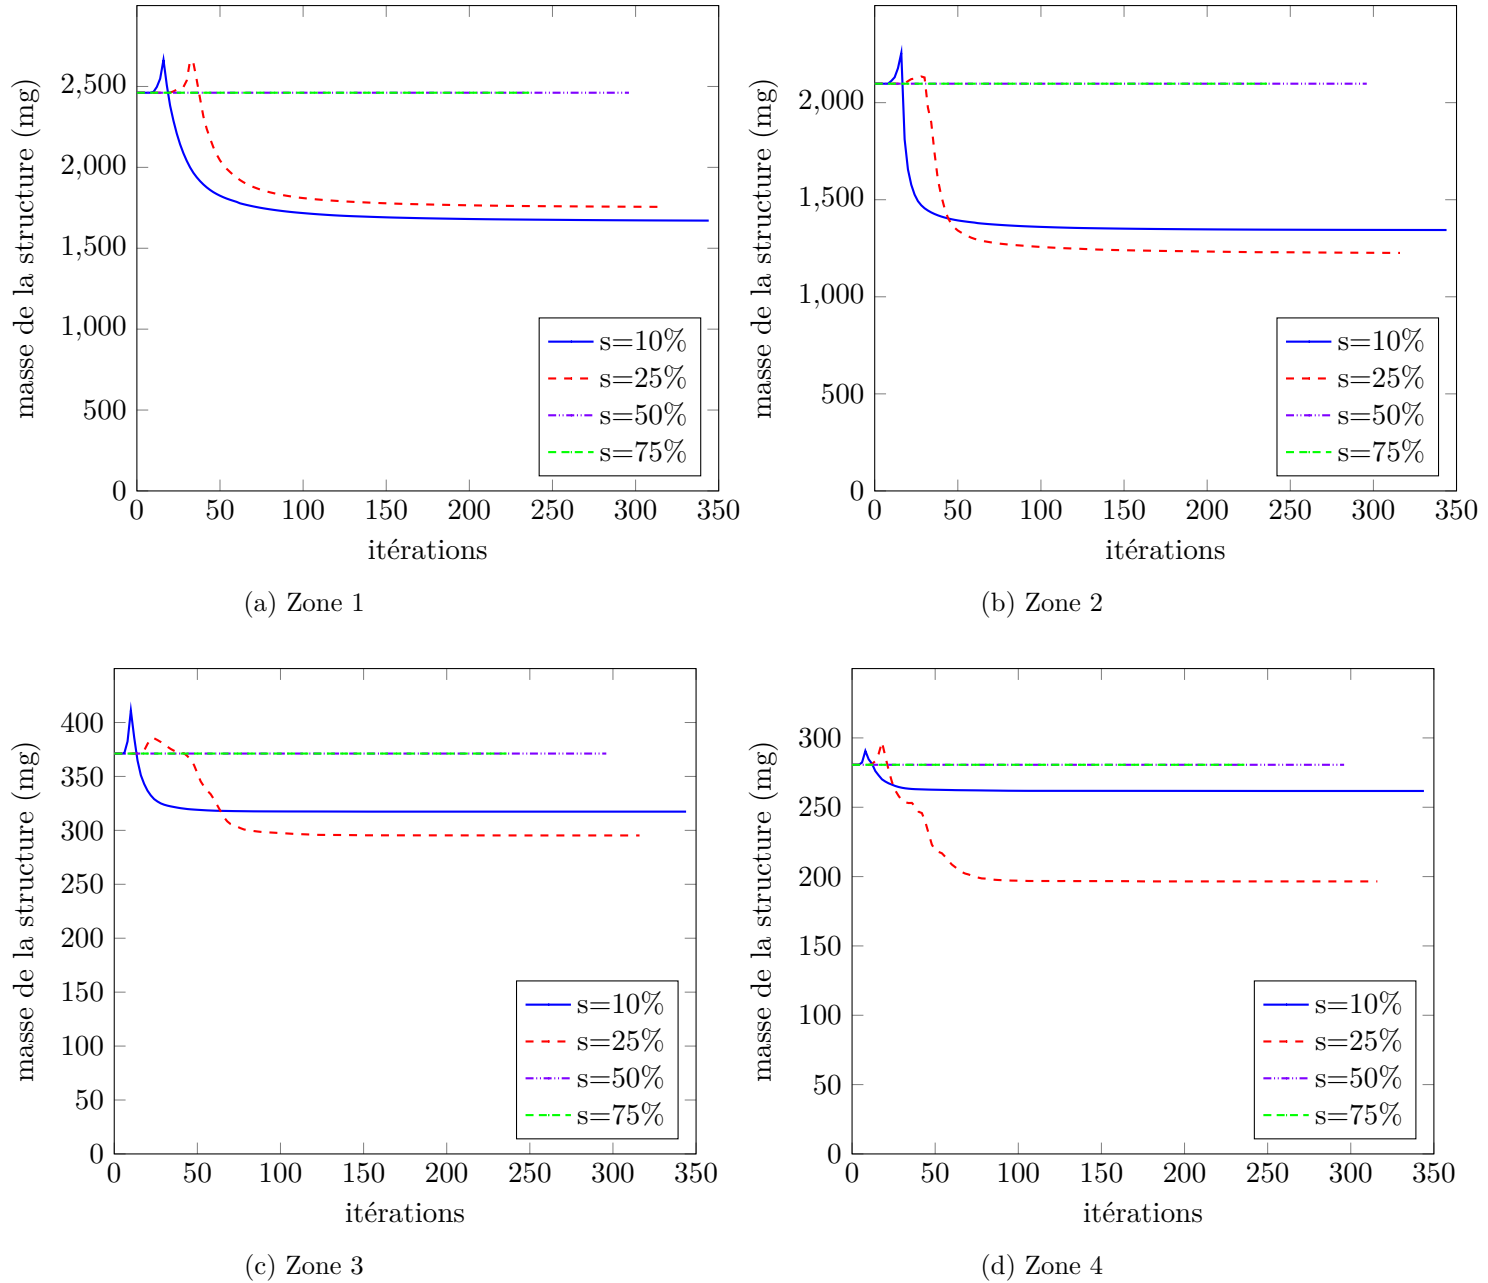 2,500
2,000
1,500
1,000
500
0
masse de la structure (mg)
0 50 100 150 200 250 300 350
itérations
s=10%
s=25%
s=50%
s=75%
(a) Zone 1
2,000
1,500
1,000
500
0
masse de la structure (mg)
0 50 100 150 200 250 300 350
itérations
s=10%
s=25%
s=50%
s=75%
(b) Zone 2
400
350
300
250
200
150
100
50
0
masse de la structure (mg)
0 50 100 150 200 250 300 350
itérations
s=10%
s=25%
s=50%
s=75%
(c) Zone 3
300
250
200
150
100
50
0
masse de la structure (mg)
0 50 100 150 200 250 300 350
itérations
s=10%
s=25%
s=50%
s=75%
(d) Zone 4